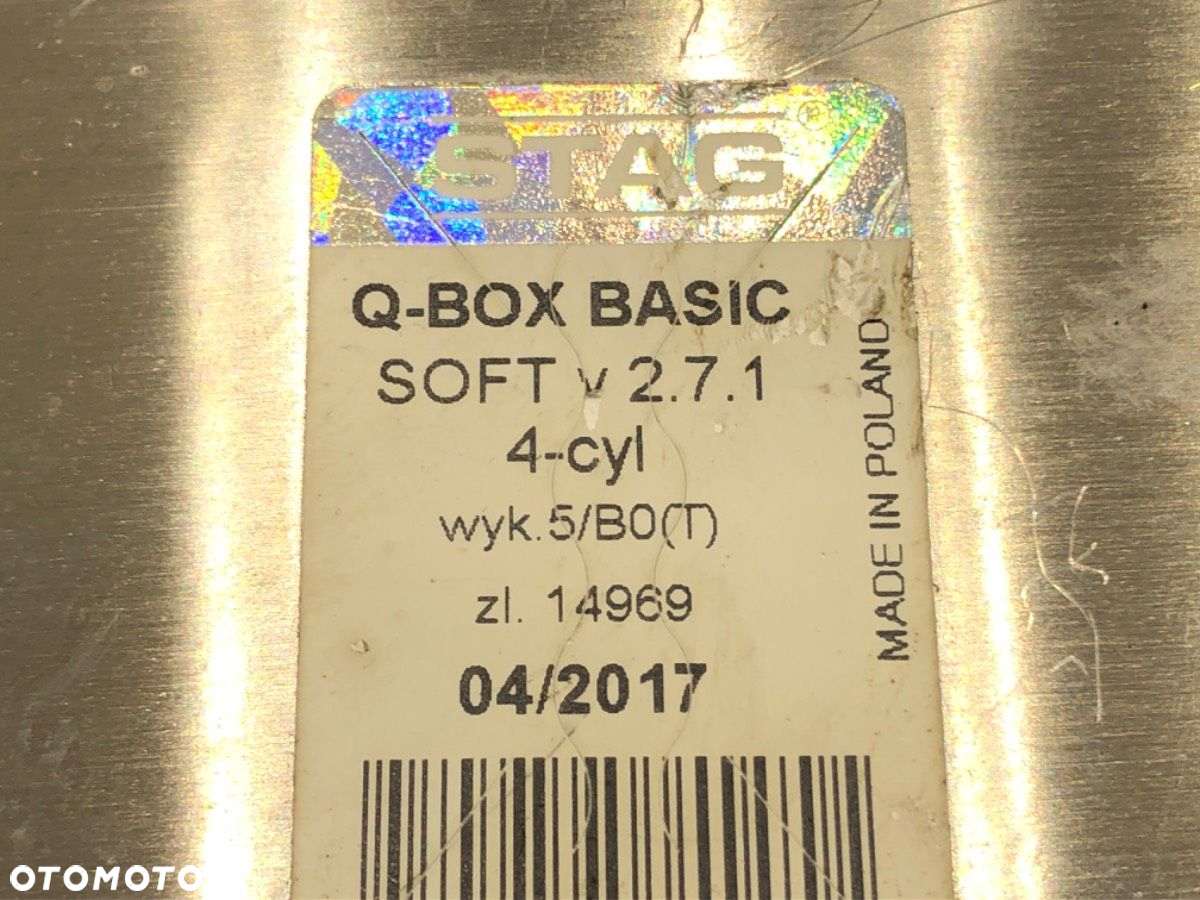 STAG®
Q-BOX BASIC
SOFT v 2.7.1
4-cyl
wyk.5/B0(T)
zl. 14969
04/2017
MADE IN POLAND
OTOMOTO